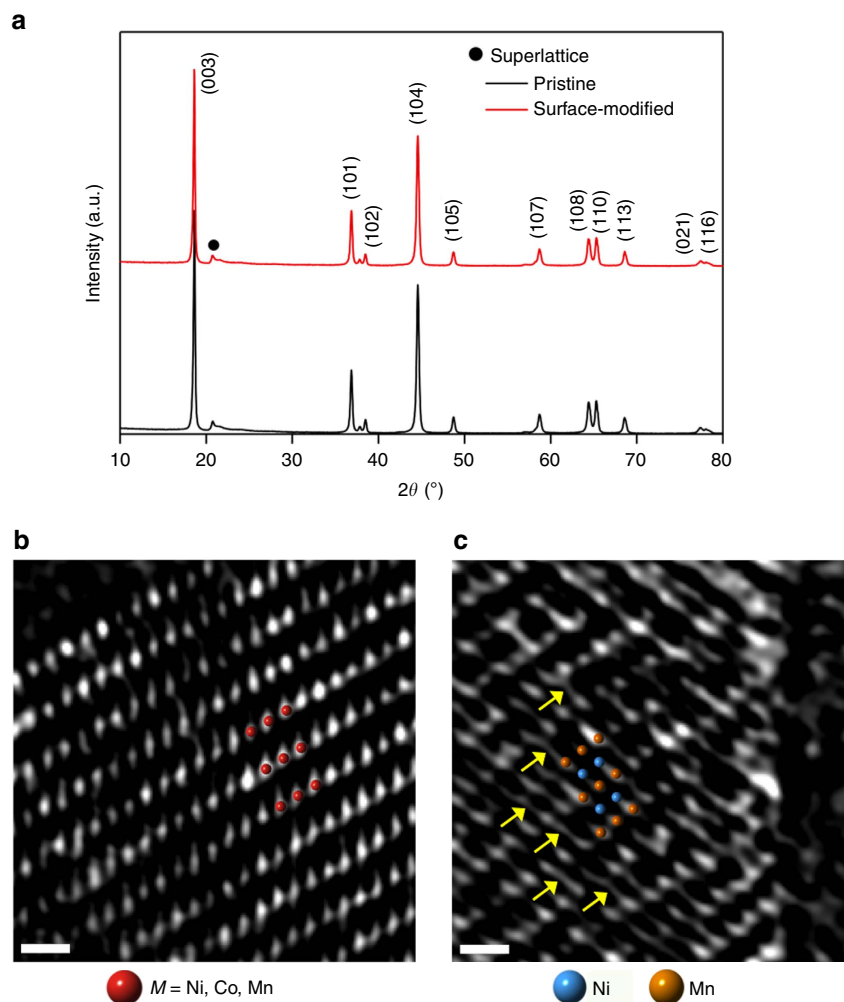 a
Superlattice
Pristine
Surface-modified
(003)
(101)
(102)
(104)
(105)
(107)
(108)
(110)
(113)
(021)
(116)
Intensity (a.u.)
10 20 30 40 50 60 70 80
2θ (°)
b
c
M = Ni, Co, Mn
Ni Mn